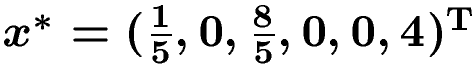 x* = (1/5, 0, 8/5, 0, 0, 4)ᵀ